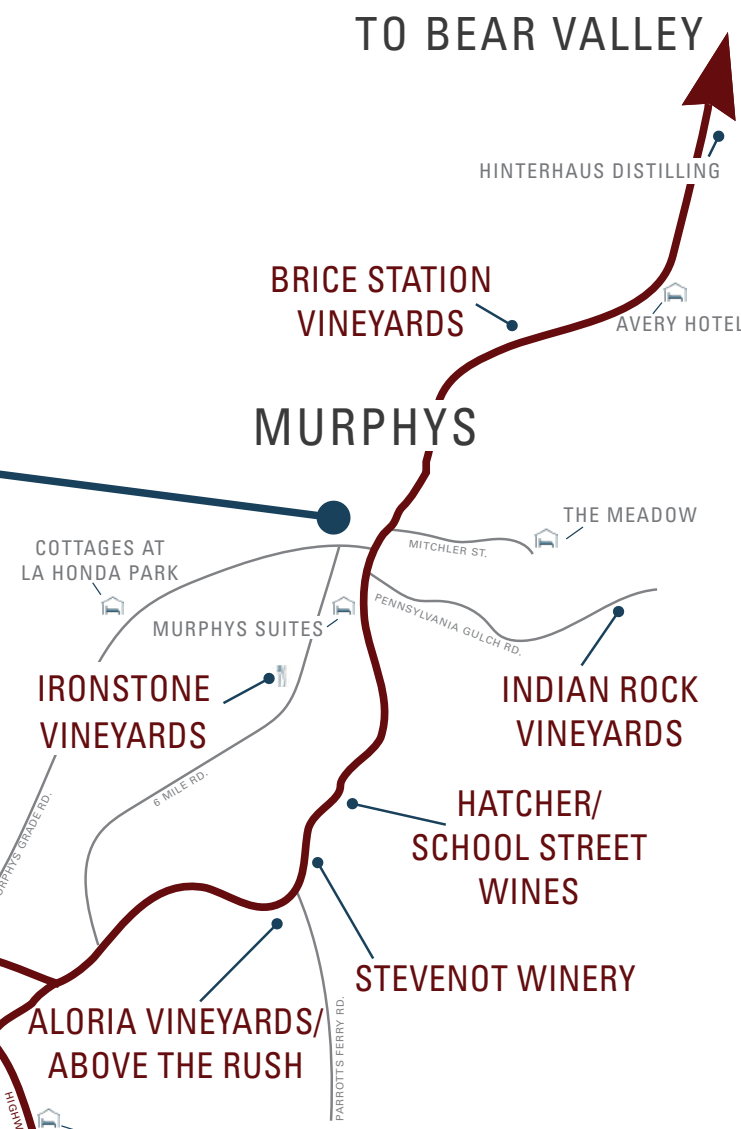 TO BEAR VALLEY
HINTERHAUS DISTILLING
BRICE STATION
VINEYARDS
AVERY HOTEL
MURPHYS
THE MEADOW
MITCHLER ST.
COTTAGES AT
LA HONDA PARK
MURPHYS SUITES
PENNSYLVANIA GULCH RD.
IRONSTONE
VINEYARDS
INDIAN ROCK
VINEYARDS
6 MILE RD.
RPHYS GRADE RD.
HATCHER/
SCHOOL STREET
WINES
STEVENOT WINERY
ALORIA VINEYARDS/
ABOVE THE RUSH
PARROTTS FERRY RD.
HIGHW